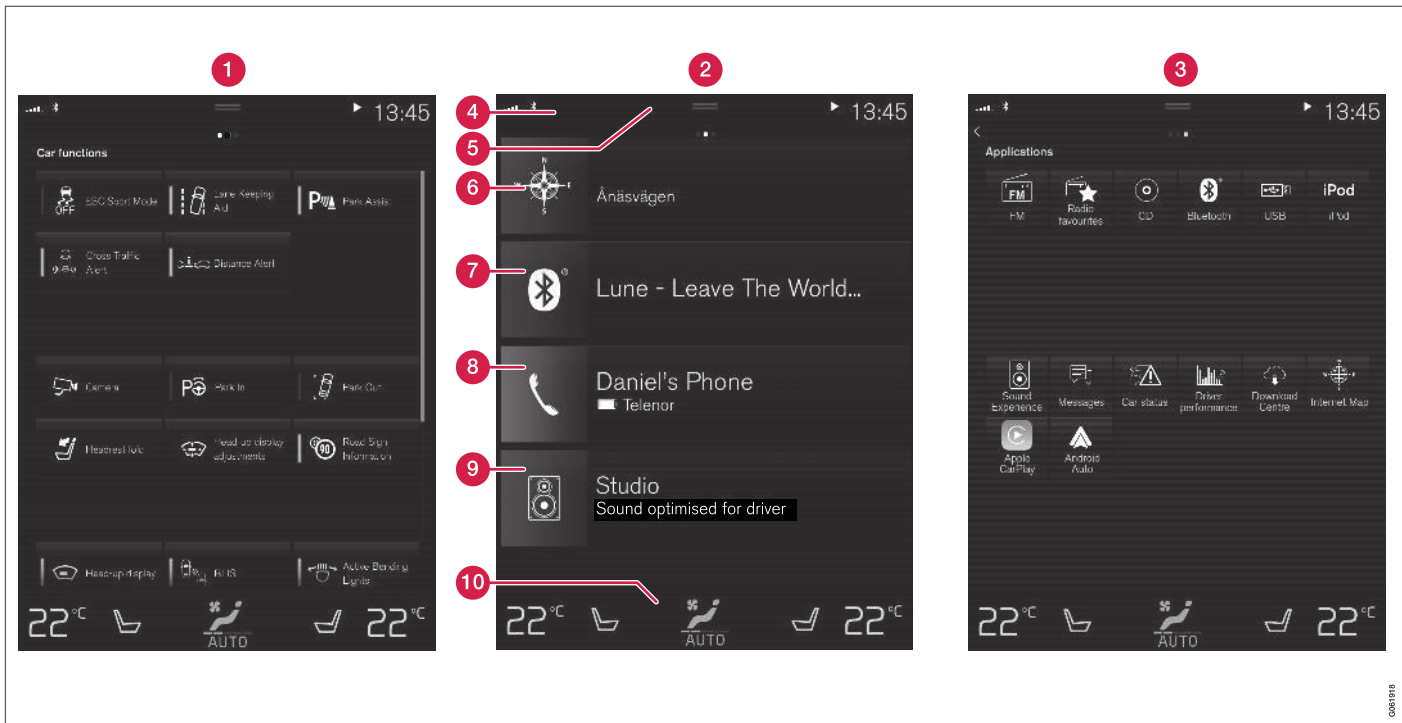 1
2
3
13:45
Car functions
ESC Sport Mode
OFF
Lane Keeping
Aid
Park Assist
Cross Traffic
Alert
Distance Alert
Camera
Park In
Park Out
Headrest fold
Head-up display
adjustments
90
Road Sign
Information
Head-up display
BLIS
Active Bending
Lights
22°C
AUTO
22°C
4
5
6
7
8
9
10
13:45
N
W
E
S
Ånäsvägen
Lune - Leave The World...
Daniel's Phone
Telenor
Studio
Sound optimised for driver
22°C
AUTO
22°C
13:45
Applications
FM
FM
Radio
favourites
CD
Bluetooth
USB
iPod
iPod
Sound
Experience
Messages
Car status
Driver
performance
Download
Centre
Internet Map
Apple
CarPlay
Android
Auto
22°C
AUTO
22°C
G061918